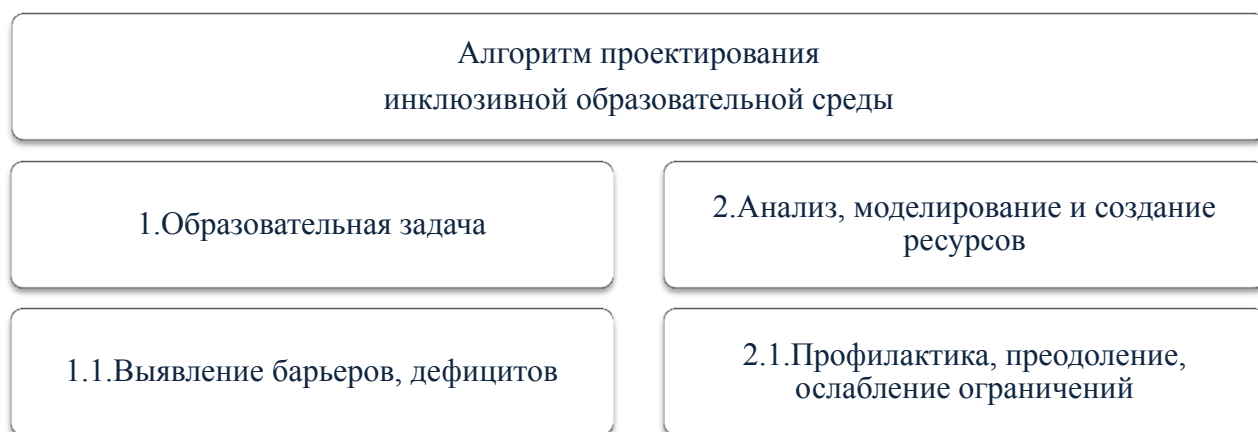 Алгоритм проектирования
инклюзивной образовательной среды
1.Образовательная задача
2.Анализ, моделирование и создание
ресурсов
1.1.Выявление барьеров, дефицитов
2.1.Профилактика, преодоление,
ослабление ограничений